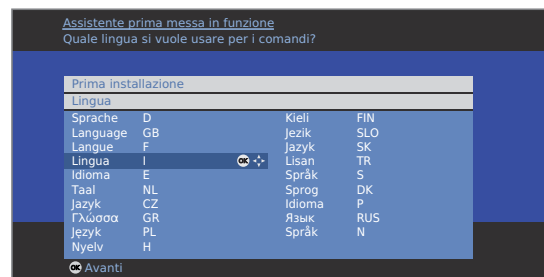 Assistente prima messa in funzione
Quale lingua si vuole usare per i comandi?
Prima installazione
Lingua
Sprache D Kieli FIN
Language GB Jezik SLO
Langue F Jazyk SK
Lingua I OK Lisan TR
Idioma E Språk S
Taal NL Sprog DK
Jazyk CZ Idioma P
Γλώσσα GR Язык RUS
Język PL Språk N
Nyelv H
OK Avanti